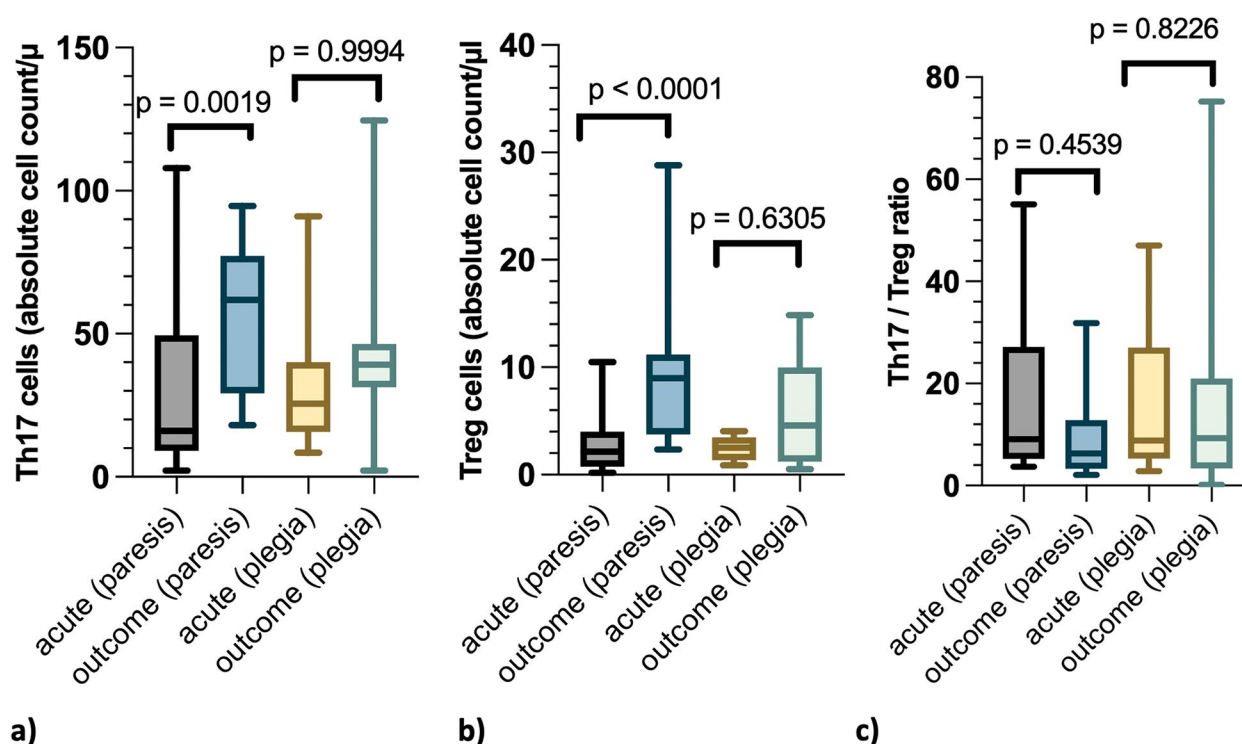 Th17 cells (absolute cell count/µ
150
100
50
0
p = 0.0019
p = 0.9994
acute (paresis)
outcome (paresis)
acute (plegia)
outcome (plegia)
a)
Treg cells (absolute cell count/µl
40
30
20
10
0
p < 0.0001
p = 0.6305
acute (paresis)
outcome (paresis)
acute (plegia)
outcome (plegia)
b)
Th17 / Treg ratio
80
60
40
20
0
p = 0.4539
p = 0.8226
acute (paresis)
outcome (paresis)
acute (plegia)
outcome (plegia)
c)